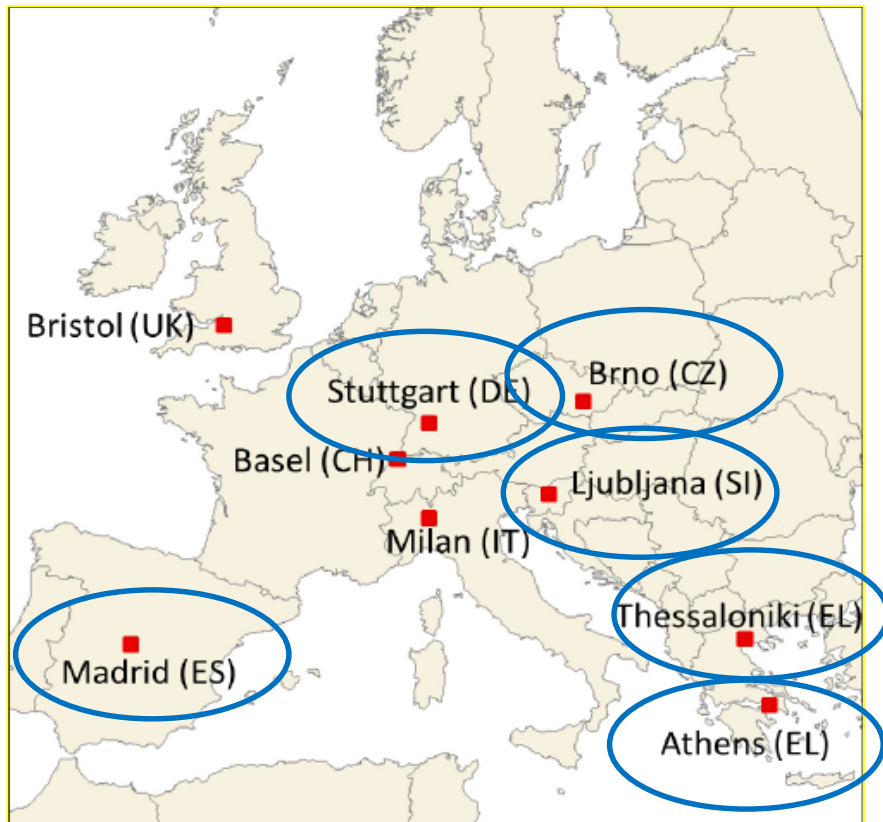 Bristol (UK)
Stuttgart (DE)
Brno (CZ)
Basel (CH)
Ljubljana (SI)
Milan (IT)
Thessaloniki (EL)
Madrid (ES)
Athens (EL)